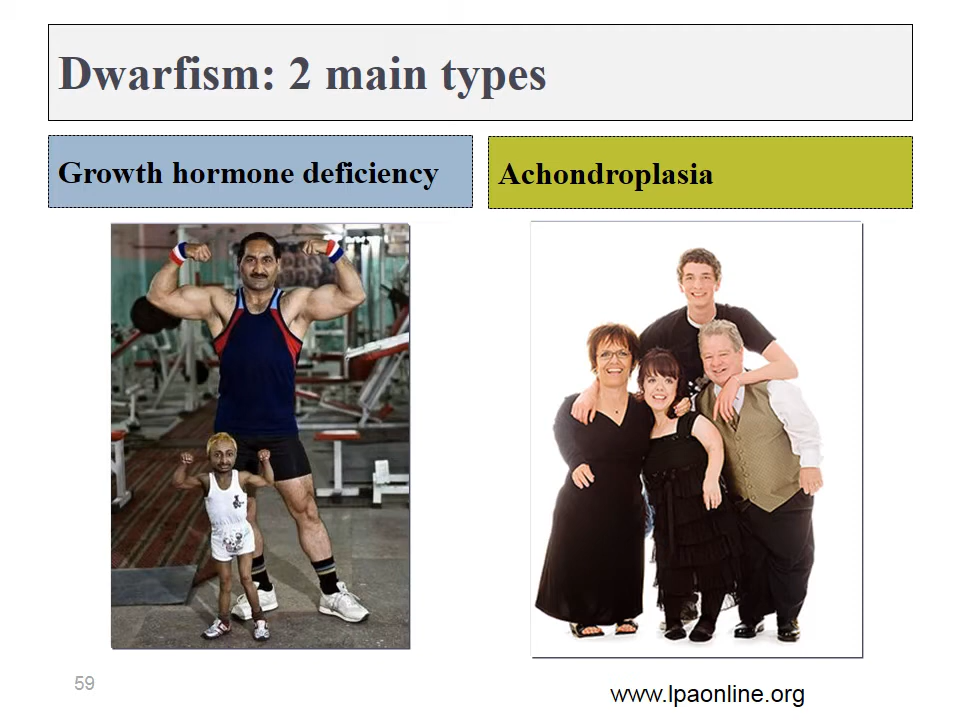 Dwarfism: 2 main types
Growth hormone deficiency
Achondroplasia
59
www.lpaonline.org